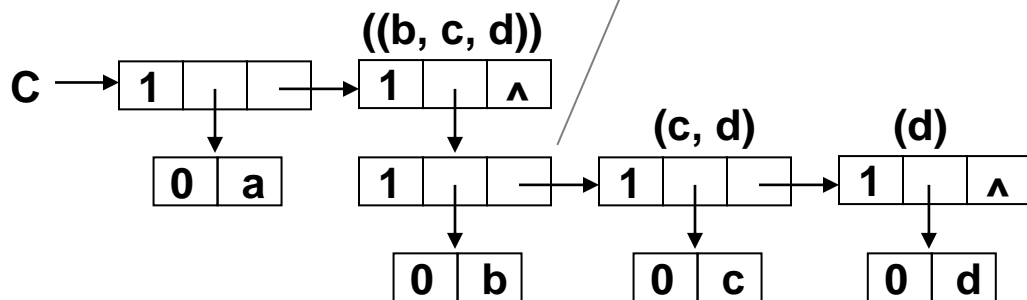 ((b, c, d))
C 1 1 ∧
(c, d) (d)
0 a 1 1 1 ∧
0 b 0 c 0 d